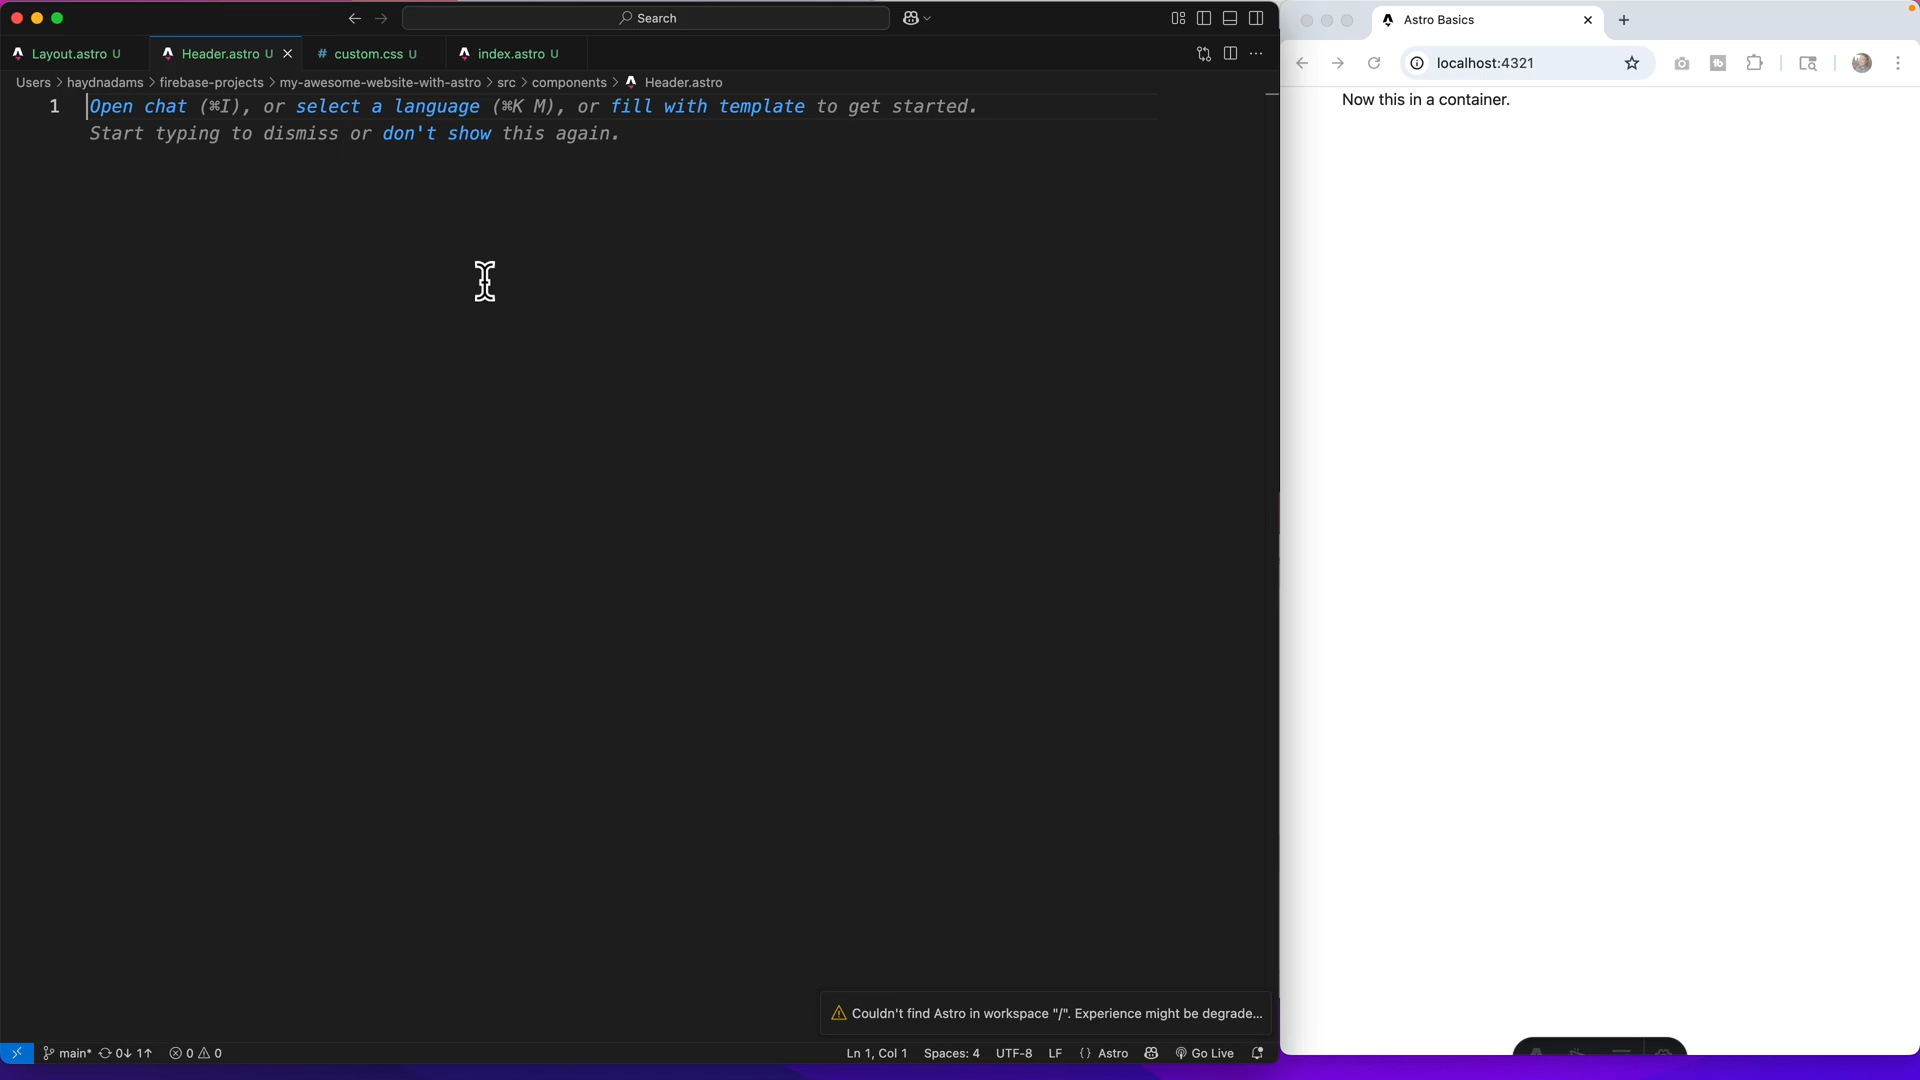 Search
Layout.astro U
Header.astro U
# custom.css U
index.astro U
Users > haydnadams > firebase-projects > my-awesome-website-with-astro > src > components > Header.astro
1
Open chat (⌘I), or select a language (⌘K M), or fill with template to get started.
Start typing to dismiss or don't show this again.
Couldn't find Astro in workspace "/". Experience might be degrade...
main* 0↓ 1↑ 0 0
Ln 1, Col 1 Spaces: 4 UTF-8 LF {} Astro Go Live
Astro Basics
localhost:4321
Now this in a container.